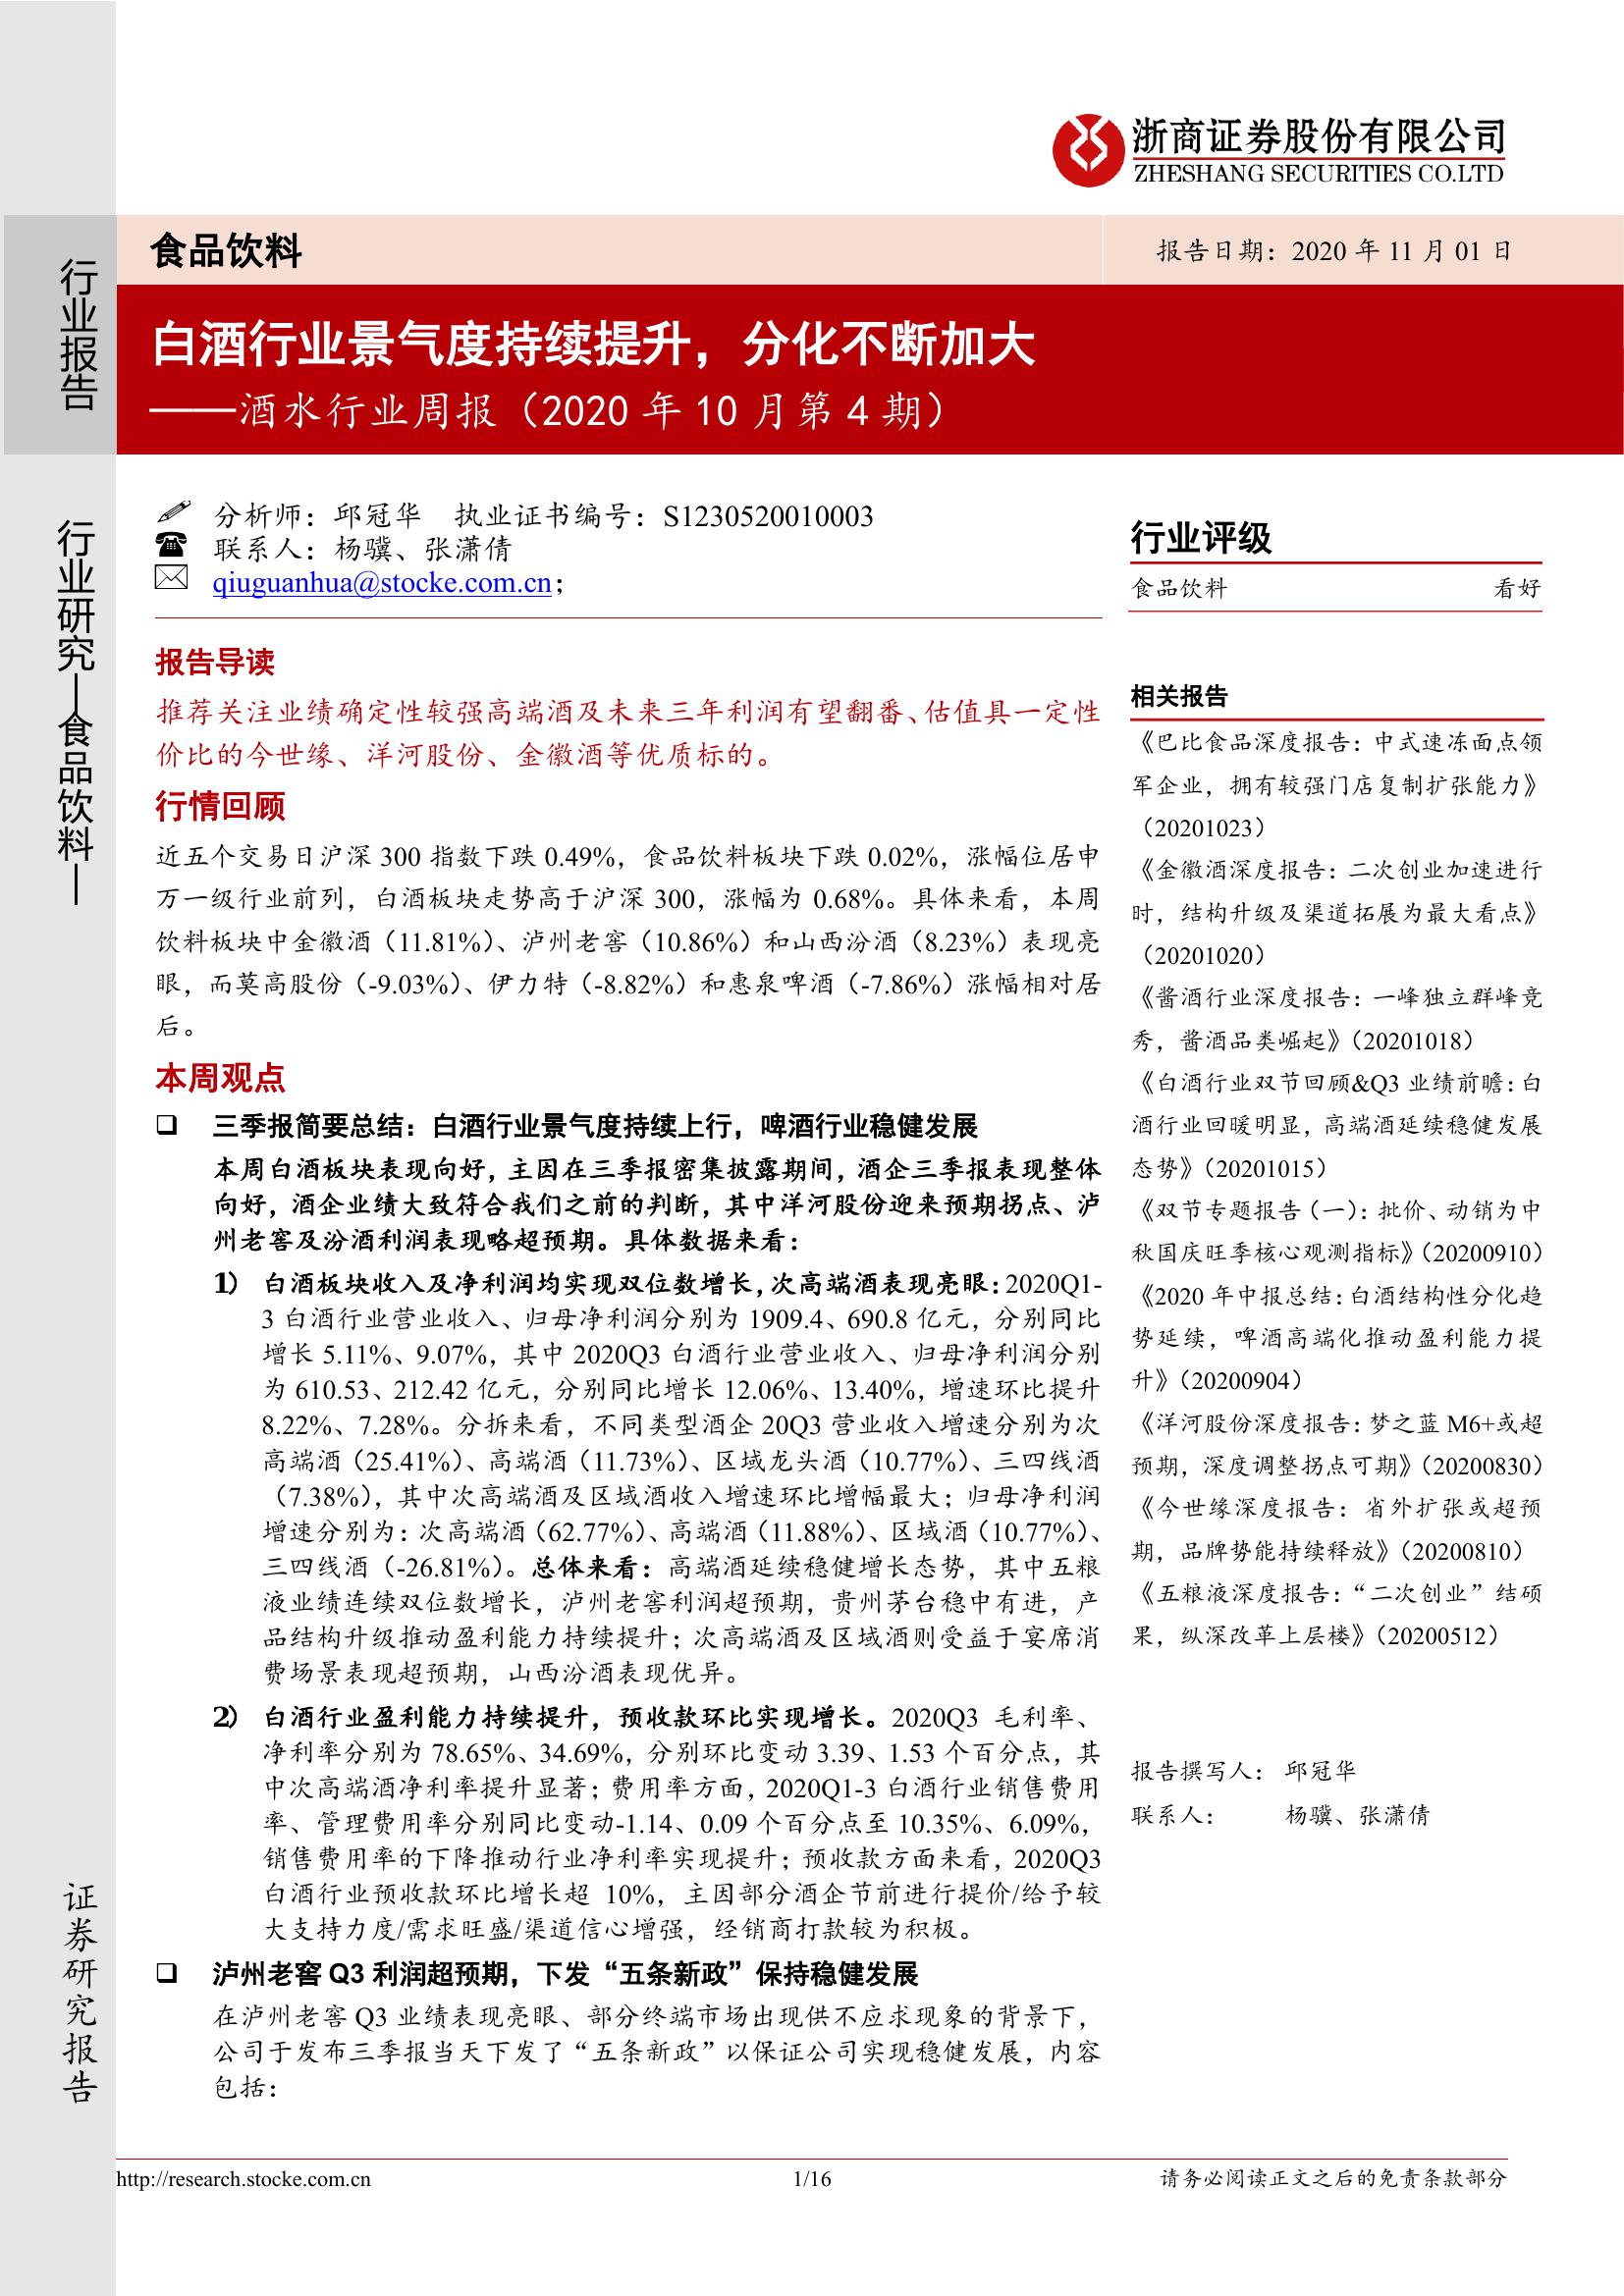 浙商证券股份有限公司
ZHESHANG SECURITIES CO.LTD
行业报告
食品饮料
报告日期：2020 年 11 月 01 日
白酒行业景气度持续提升，分化不断加大
——酒水行业周报（2020 年 10 月第 4 期）
行业研究—食品饮料—
证券研究报告
分析师：邱冠华 执业证书编号：S1230520010003
联系人：杨骥、张潇倩
qiuguanhua@stocke.com.cn；
报告导读
推荐关注业绩确定性较强高端酒及未来三年利润有望翻番、估值具一定性
价比的今世缘、洋河股份、金徽酒等优质标的。
行情回顾
近五个交易日沪深 300 指数下跌 0.49%，食品饮料板块下跌 0.02%，涨幅位居申
万一级行业前列，白酒板块走势高于沪深 300，涨幅为 0.68%。具体来看，本周
饮料板块中金徽酒（11.81%）、泸州老窖（10.86%）和山西汾酒（8.23%）表现亮
眼，而莫高股份（-9.03%）、伊力特（-8.82%）和惠泉啤酒（-7.86%）涨幅相对居
后。
本周观点
❑ 三季报简要总结：白酒行业景气度持续上行，啤酒行业稳健发展
本周白酒板块表现向好，主因在三季报密集披露期间，酒企三季报表现整体
向好，酒企业绩大致符合我们之前的判断，其中洋河股份迎来预期拐点、泸
州老窖及汾酒利润表现略超预期。具体数据来看：
1） 白酒板块收入及净利润均实现双位数增长，次高端酒表现亮眼：2020Q1-
3 白酒行业营业收入、归母净利润分别为 1909.4、690.8 亿元，分别同比
增长 5.11%、9.07%，其中 2020Q3 白酒行业营业收入、归母净利润分别
为 610.53、212.42 亿元，分别同比增长 12.06%、13.40%，增速环比提升
8.22%、7.28%。分拆来看，不同类型酒企 20Q3 营业收入增速分别为次
高端酒（25.41%）、高端酒（11.73%）、区域龙头酒（10.77%）、三四线酒
（7.38%），其中次高端酒及区域酒收入增速环比增幅最大；归母净利润
增速分别为：次高端酒（62.77%）、高端酒（11.88%）、区域酒（10.77%）、
三四线酒（-26.81%）。总体来看：高端酒延续稳健增长态势，其中五粮
液业绩连续双位数增长，泸州老窖利润超预期，贵州茅台稳中有进，产
品结构升级推动盈利能力持续提升；次高端酒及区域酒则受益于宴席消
费场景表现超预期，山西汾酒表现优异。
2） 白酒行业盈利能力持续提升，预收款环比实现增长。2020Q3 毛利率、
净利率分别为 78.65%、34.69%，分别环比变动 3.39、1.53 个百分点，其
中次高端酒净利率提升显著；费用率方面，2020Q1-3 白酒行业销售费用
率、管理费用率分别同比变动-1.14、0.09 个百分点至 10.35%、6.09%，
销售费用率的下降推动行业净利率实现提升；预收款方面来看，2020Q3
白酒行业预收款环比增长超 10%，主因部分酒企节前进行提价/给予较
大支持力度/需求旺盛/渠道信心增强，经销商打款较为积极。
❑ 泸州老窖 Q3 利润超预期，下发“五条新政”保持稳健发展
在泸州老窖 Q3 业绩表现亮眼、部分终端市场出现供不应求现象的背景下，
公司于发布三季报当天下发了“五条新政”以保证公司实现稳健发展，内容
包括：
行业评级
食品饮料 看好
相关报告
《巴比食品深度报告：中式速冻面点领
军企业，拥有较强门店复制扩张能力》
（20201023）
《金徽酒深度报告：二次创业加速进行
时，结构升级及渠道拓展为最大看点》
（20201020）
《酱酒行业深度报告：一峰独立群峰竞
秀，酱酒品类崛起》（20201018）
《白酒行业双节回顾&Q3 业绩前瞻：白
酒行业回暖明显，高端酒延续稳健发展
态势》（20201015）
《双节专题报告（一）：批价、动销为中
秋国庆旺季核心观测指标》（20200910）
《2020 年中报总结：白酒结构性分化趋
势延续，啤酒高端化推动盈利能力提
升》（20200904）
《洋河股份深度报告：梦之蓝 M6+或超
预期，深度调整拐点可期》（20200830）
《今世缘深度报告：省外扩张或超预
期，品牌势能持续释放》（20200810）
《五粮液深度报告：“二次创业”结硕
果，纵深改革上层楼》（20200512）
报告撰写人： 邱冠华
联系人： 杨骥、张潇倩
http://research.stocke.com.cn
1/16
请务必阅读正文之后的免责条款部分